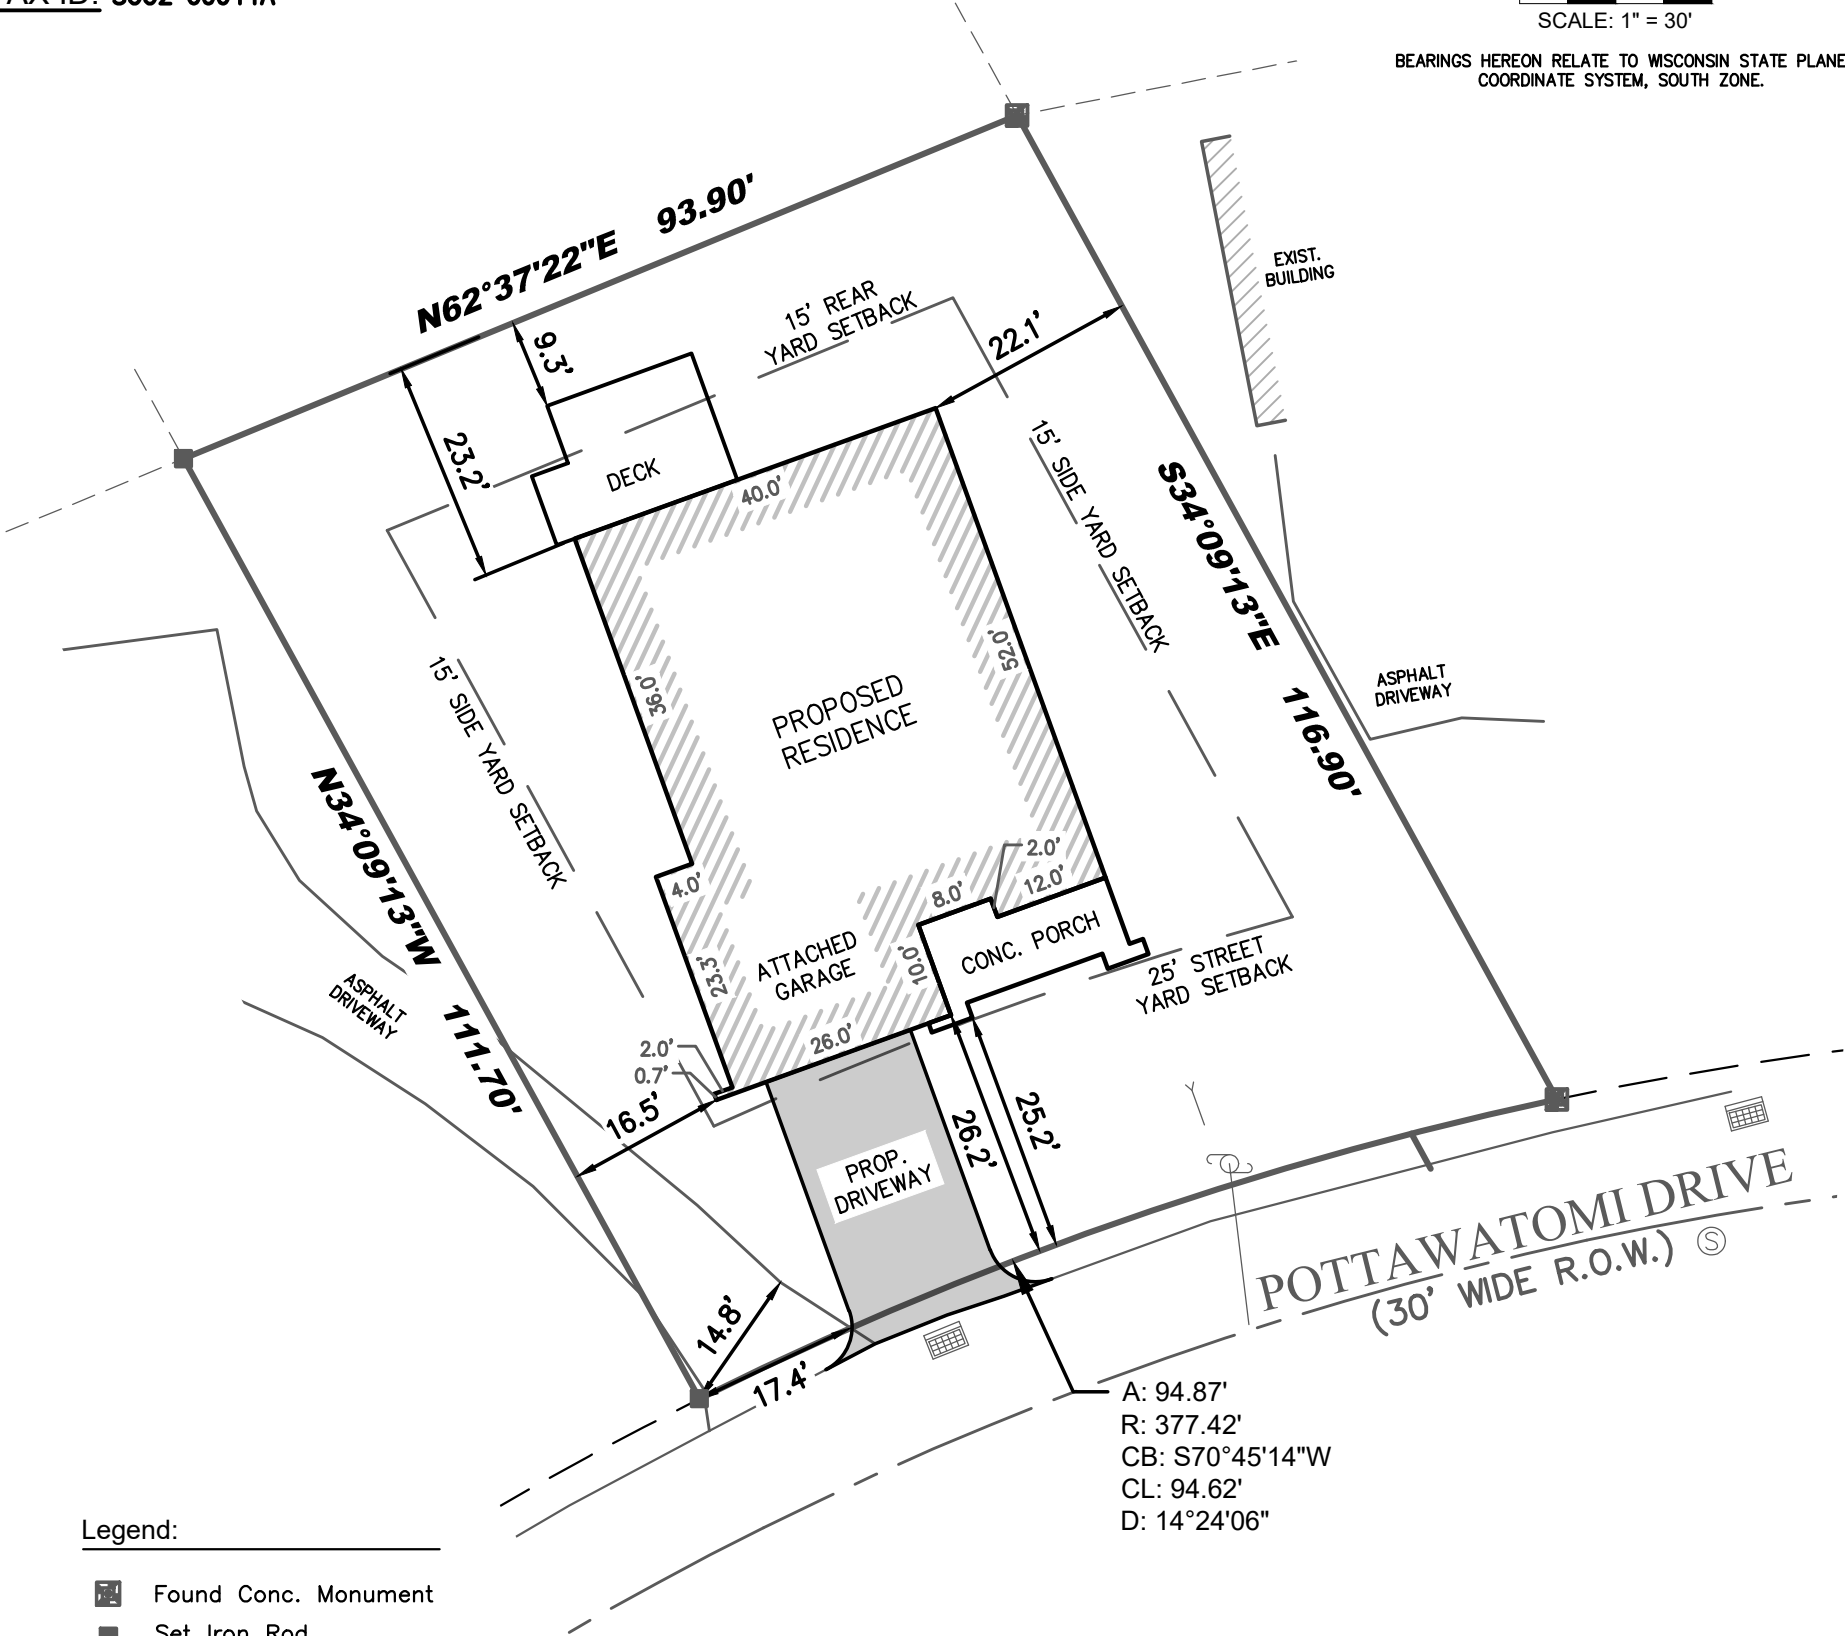 SCALE: 1" = 30'
BEARINGS HEREON RELATE TO WISCONSIN STATE PLANE
COORDINATE SYSTEM, SOUTH ZONE.
N62°37'22"E 93.90'
EXIST.
BUILDING
15' REAR
YARD SETBACK
22.1'
9.3'
23.2'
DECK
40.0'
15' SIDE YARD SETBACK
S34°09'13"E 116.90'
52.0'
36.0'
PROPOSED
RESIDENCE
ASPHALT
DRIVEWAY
15' SIDE YARD SETBACK
N34°09'13"W 111.70'
2.0'
12.0'
8.0'
4.0'
CONC. PORCH
10.0'
ATTACHED
GARAGE
23.3'
25' STREET
YARD SETBACK
ASPHALT
DRIVEWAY
26.0'
2.0'
0.7'
16.5'
26.2'
25.2'
Y
PROP.
DRIVEWAY
POTTAWATOMI DRIVE
(30' WIDE R.O.W.) S
14.8'
17.4'
A: 94.87'
R: 377.42'
CB: S70°45'14"W
CL: 94.62'
D: 14°24'06"
Legend:
Found Conc. Monument
Set Iron Rod